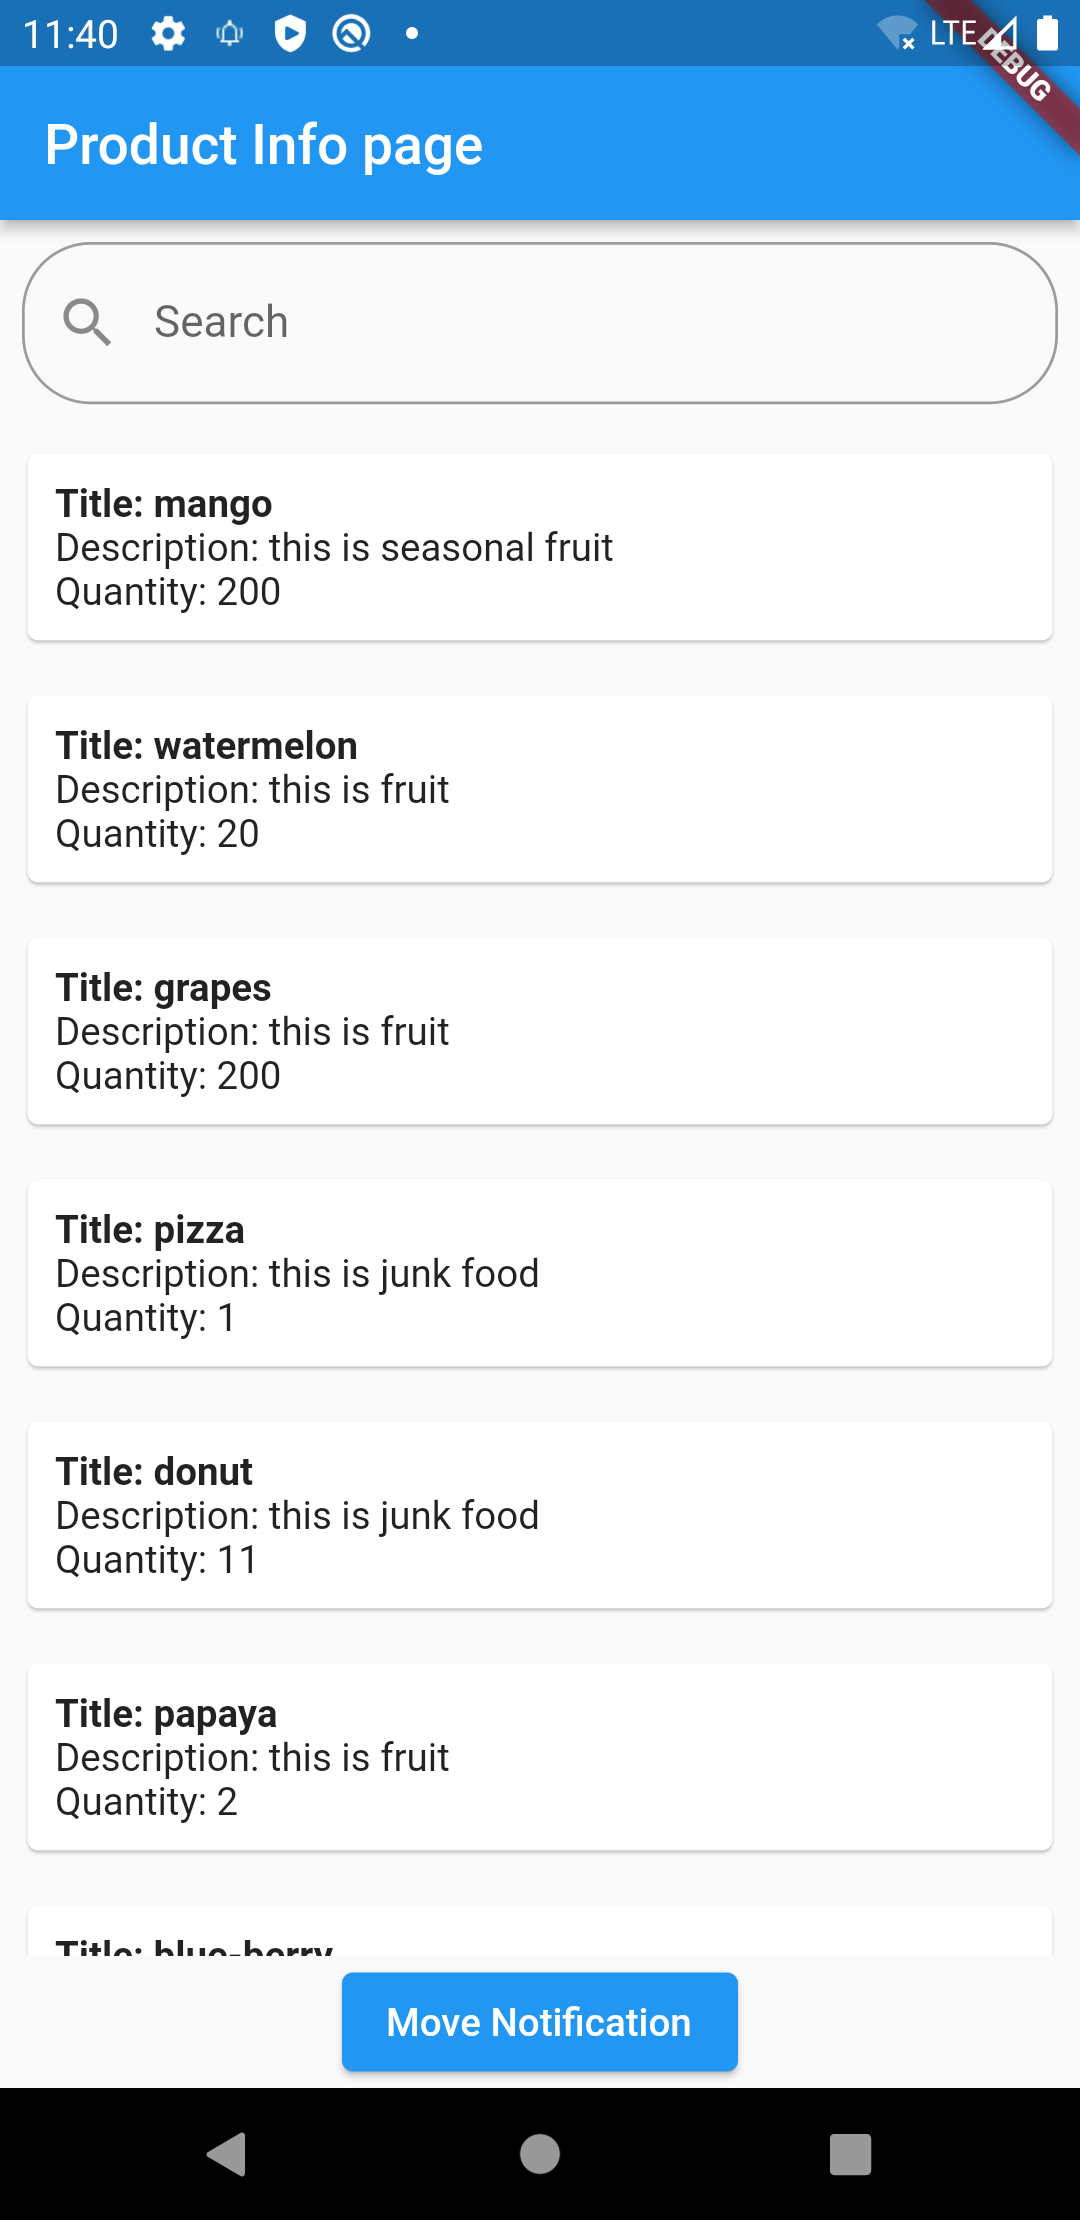 11:40 LTE
DEBUG
Product Info page
Search
Title: mango
Description: this is seasonal fruit
Quantity: 200
Title: watermelon
Description: this is fruit
Quantity: 20
Title: grapes
Description: this is fruit
Quantity: 200
Title: pizza
Description: this is junk food
Quantity: 1
Title: donut
Description: this is junk food
Quantity: 11
Title: papaya
Description: this is fruit
Quantity: 2
Title: blue-berry
Move Notification